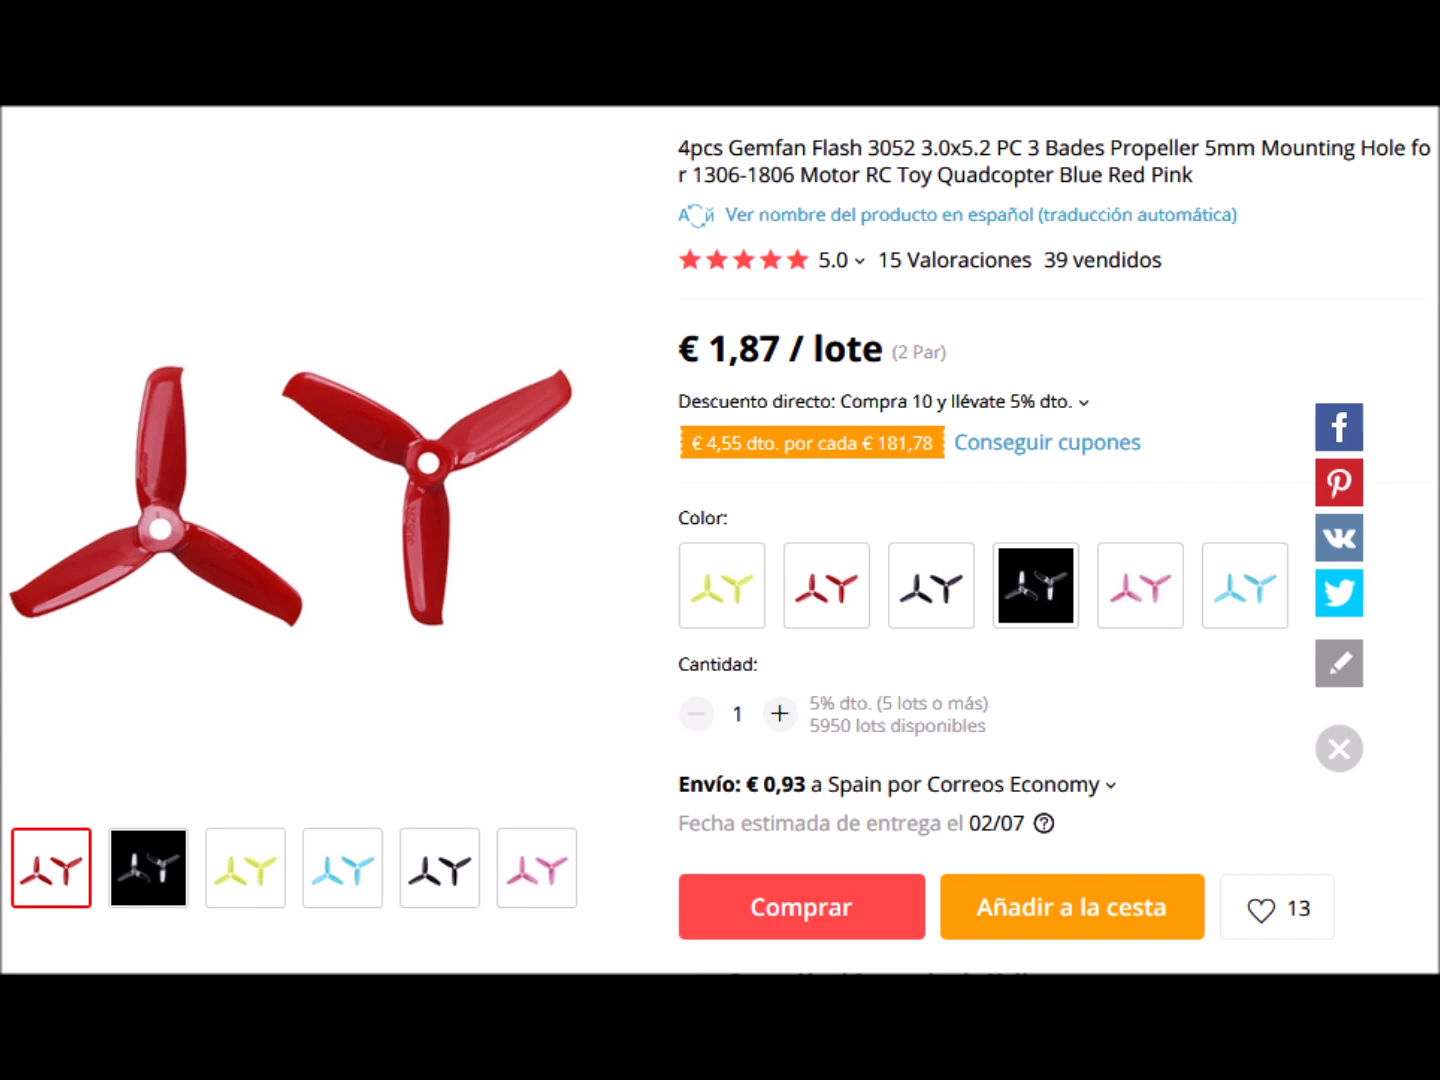 4pcs Gemfan Flash 3052 3.0x5.2 PC 3 Bades Propeller 5mm Mounting Hole fo
r 1306-1806 Motor RC Toy Quadcopter Blue Red Pink
Ver nombre del producto en español (traducción automática)
5.0 15 Valoraciones 39 vendidos
€ 1,87 / lote (2 Par)
Descuento directo: Compra 10 y llévate 5% dto.
€ 4,55 dto. por cada € 181,78 Conseguir cupones
Color:
Cantidad:
1
5% dto. (5 lots o más)
5950 lots disponibles
Envío: € 0,93 a Spain por Correos Economy
Fecha estimada de entrega el 02/07
Comprar
Añadir a la cesta
13